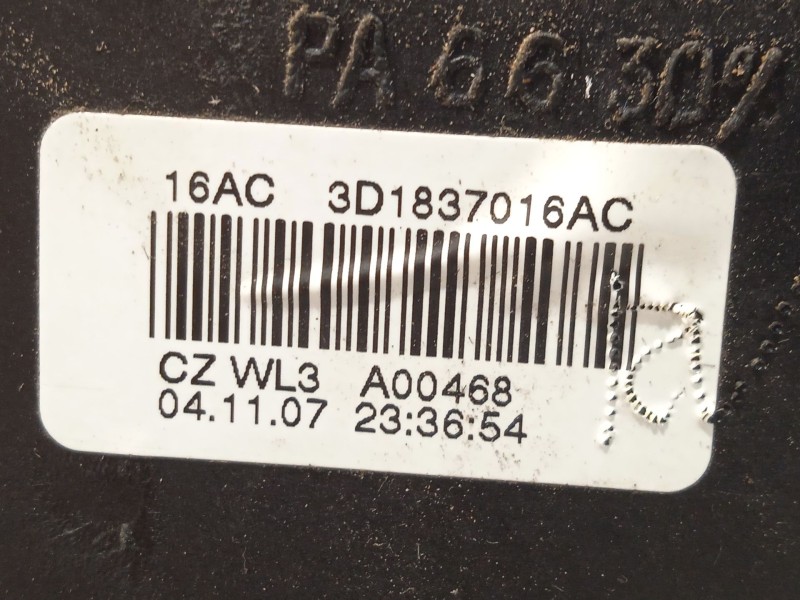 PA 66 30%
16AC 3D1837016AC
CZ WL3 A00468
04.11.07 23:36:54